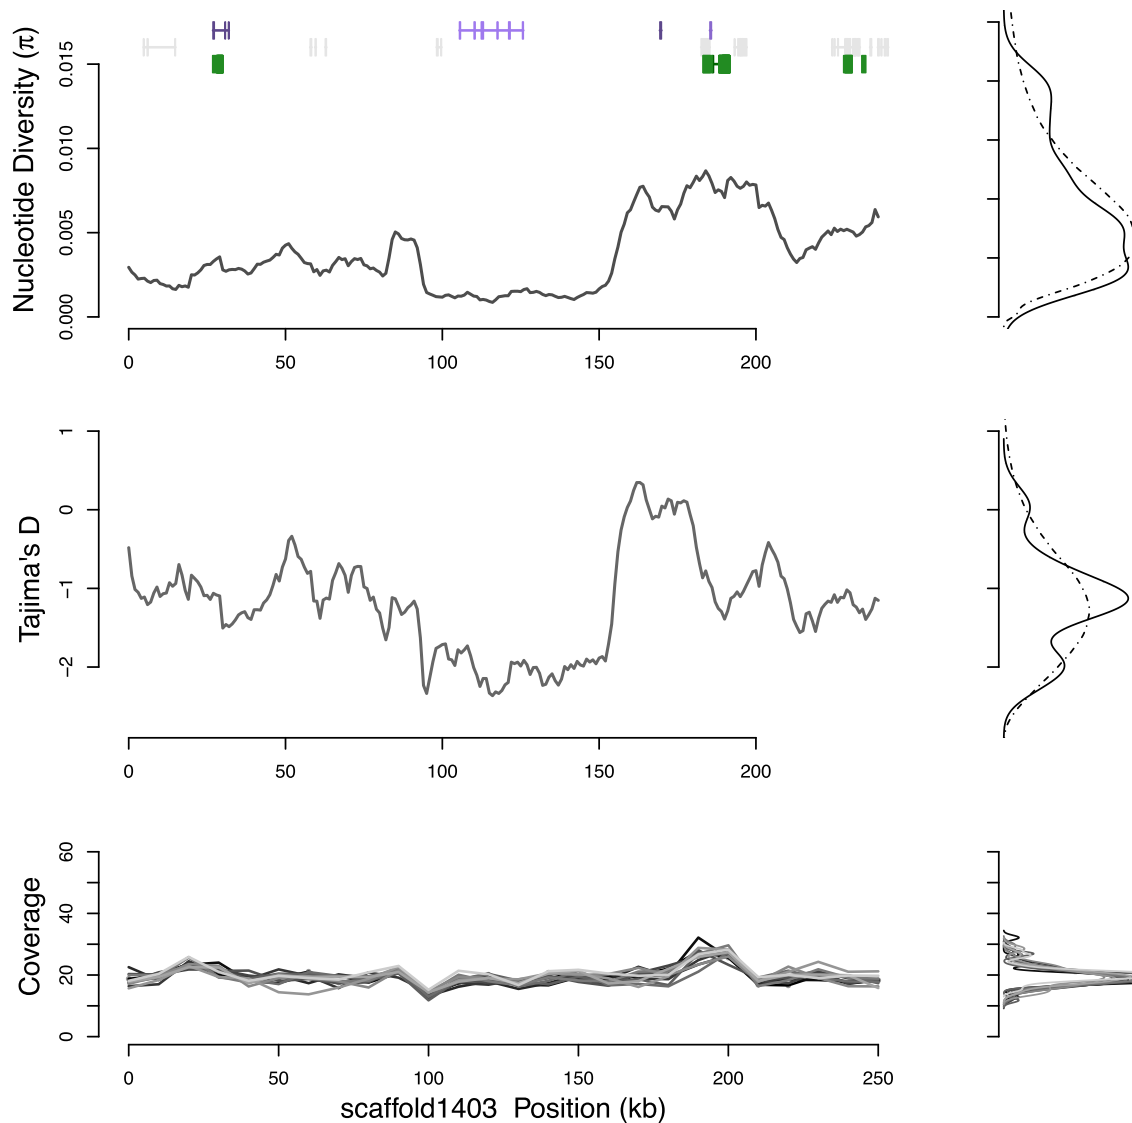 Nucleotide Diversity (π)
0.015
0.010
0.005
0.000
0 50 100 150 200
Tajima's D
1
0
−1
−2
0 50 100 150 200
Coverage
60
40
20
0
0 50 100 150 200 250
scaffold1403 Position (kb)